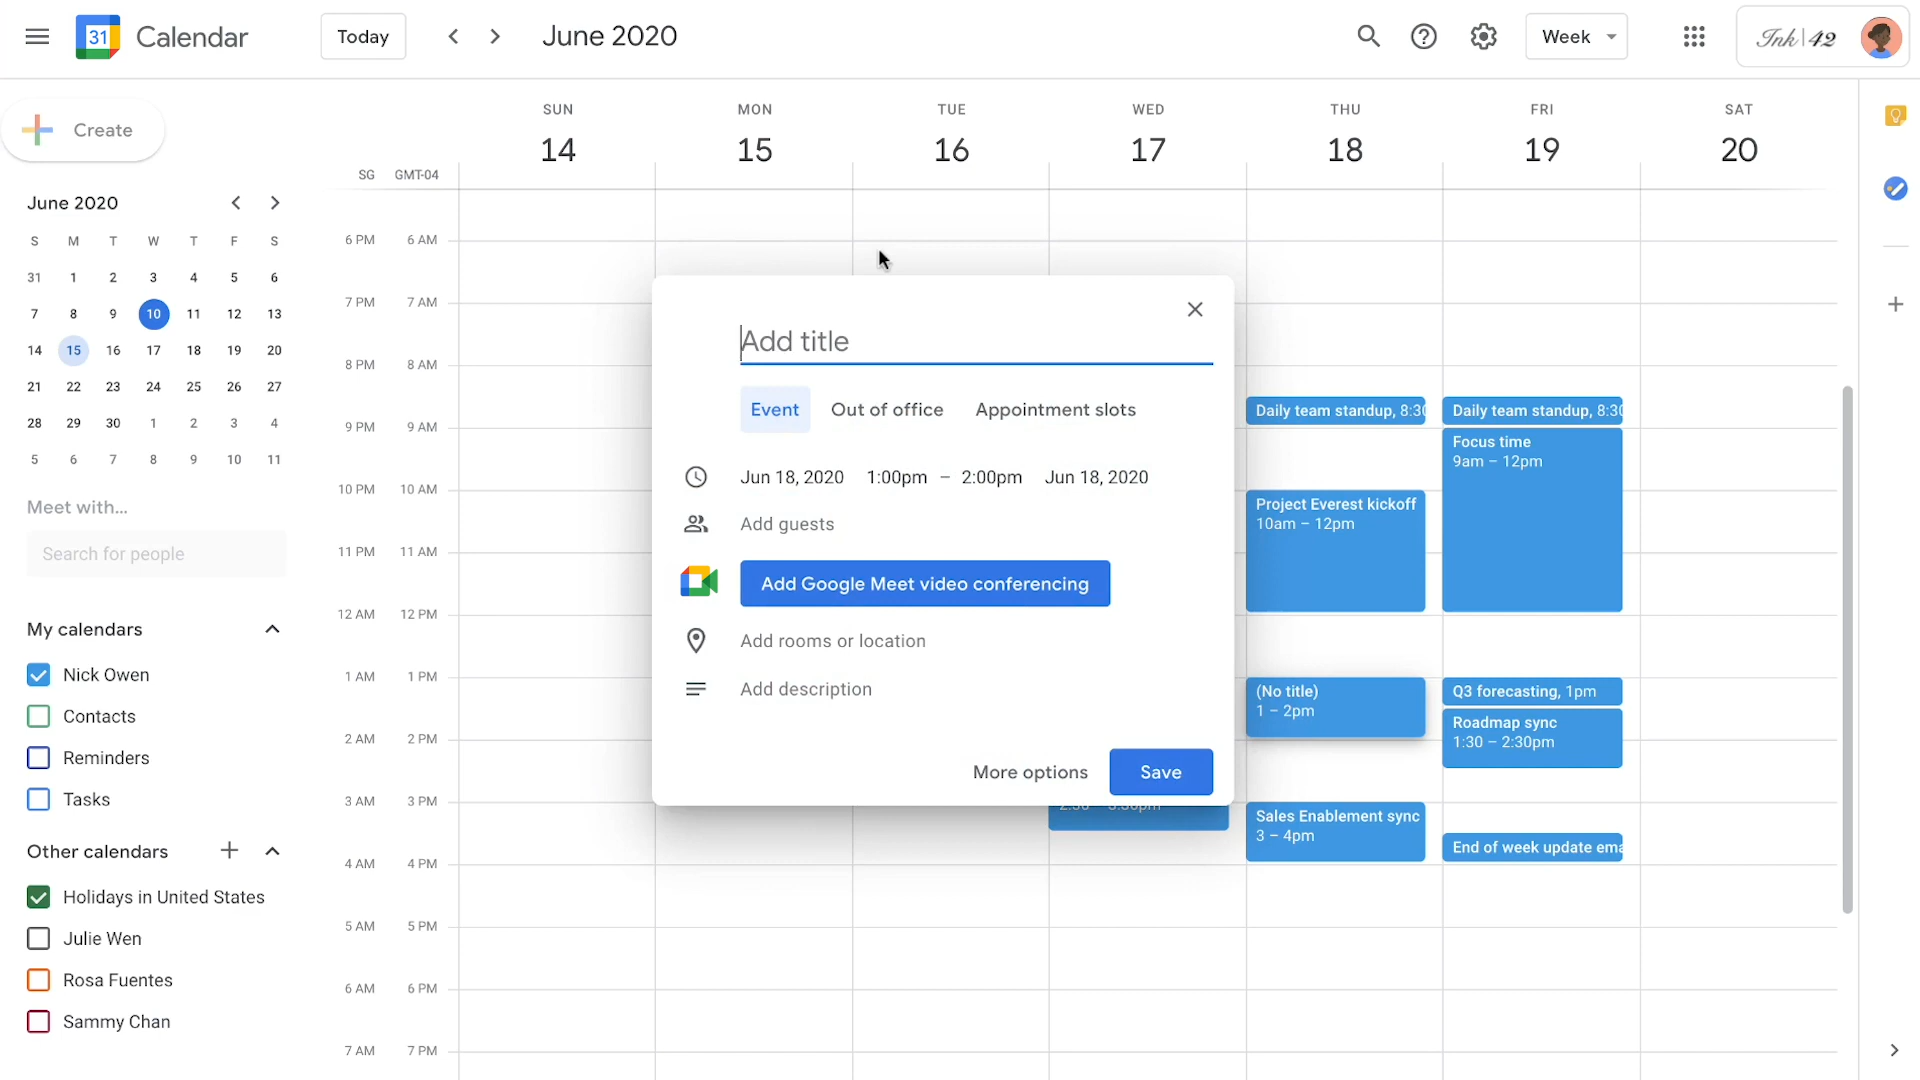 31 Calendar Today June 2020 Week Ink|42
Create
SUN MON TUE WED THU FRI SAT
14 15 16 17 18 19 20
SG GMT-04
June 2020
S M T W T F S
31 1 2 3 4 5 6
7 8 9 10 11 12 13
14 15 16 17 18 19 20
21 22 23 24 25 26 27
28 29 30 1 2 3 4
5 6 7 8 9 10 11
Meet with...
Search for people
My calendars
Nick Owen
Contacts
Reminders
Tasks
Other calendars
Holidays in United States
Julie Wen
Rosa Fuentes
Sammy Chan
6 PM 6 AM
7 PM 7 AM
8 PM 8 AM
9 PM 9 AM
10 PM 10 AM
11 PM 11 AM
12 AM 12 PM
1 AM 1 PM
2 AM 2 PM
3 AM 3 PM
4 AM 4 PM
5 AM 5 PM
6 AM 6 PM
7 AM 7 PM
Add title
Event Out of office Appointment slots
Jun 18, 2020 1:00pm – 2:00pm Jun 18, 2020
Add guests
Add Google Meet video conferencing
Add rooms or location
Add description
More options Save
Daily team standup, 8:30
Project Everest kickoff
10am – 12pm
(No title)
1 – 2pm
Sales Enablement sync
3 – 4pm
Daily team standup, 8:30
Focus time
9am – 12pm
Q3 forecasting, 1pm
Roadmap sync
1:30 – 2:30pm
End of week update ema